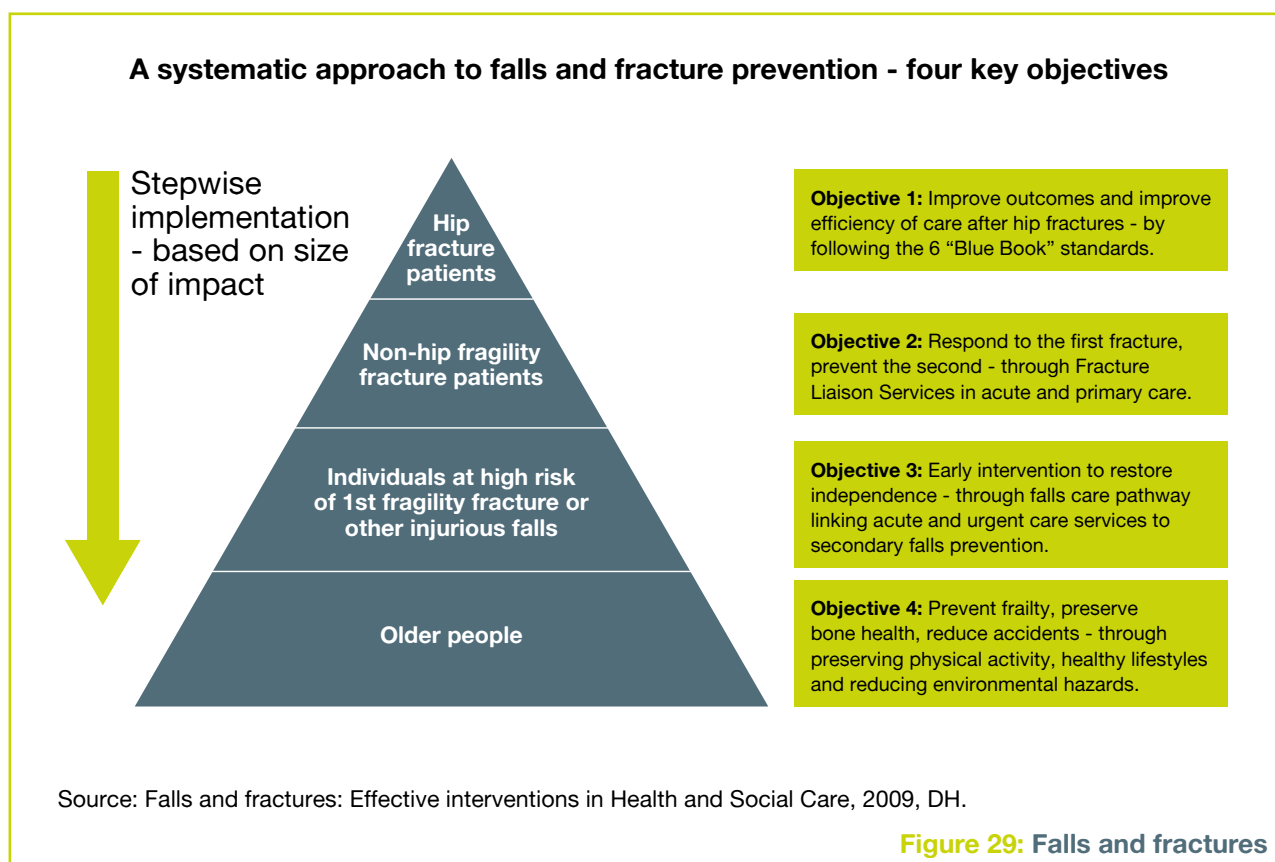 A systematic approach to falls and fracture prevention - four key objectives
Stepwise
implementation
- based on size
of impact
Hip
fracture
patients
Objective 1: Improve outcomes and improve
efficiency of care after hip fractures - by
following the 6 “Blue Book” standards.
Non-hip fragility
fracture patients
Objective 2: Respond to the first fracture,
prevent the second - through Fracture
Liaison Services in acute and primary care.
Individuals at high risk
of 1st fragility fracture or
other injurious falls
Objective 3: Early intervention to restore
independence - through falls care pathway
linking acute and urgent care services to
secondary falls prevention.
Older people
Objective 4: Prevent frailty, preserve
bone health, reduce accidents - through
preserving physical activity, healthy lifestyles
and reducing environmental hazards.
Source: Falls and fractures: Effective interventions in Health and Social Care, 2009, DH.
Figure 29: Falls and fractures